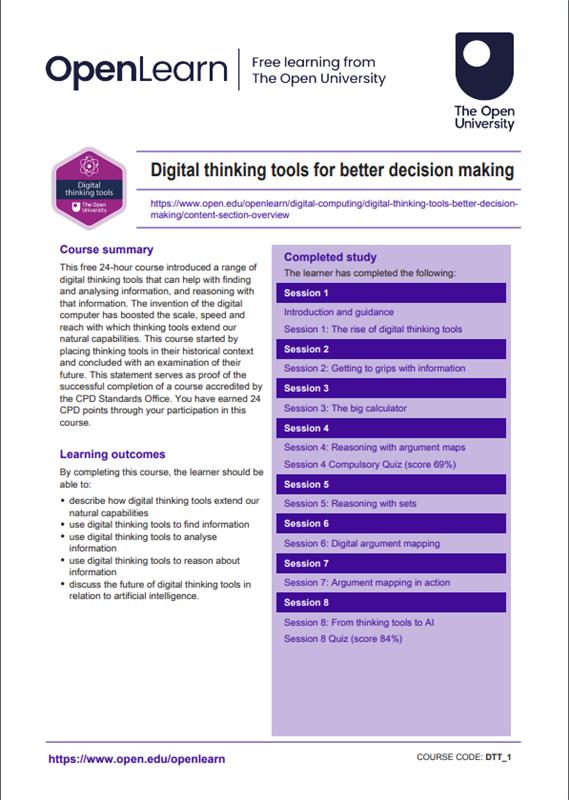 OpenLearn
Free learning from
The Open University
The Open
University
Digital
thinking tools
The Open
University
Digital thinking tools for better decision making
https://www.open.edu/openlearn/digital-computing/digital-thinking-tools-better-decision-
making/content-section-overview
Course summary
This free 24-hour course introduced a range of
digital thinking tools that can help with finding
and analysing information, and reasoning with
that information. The invention of the digital
computer has boosted the scale, speed and
reach with which thinking tools extend our
natural capabilities. This course started by
placing thinking tools in their historical context
and concluded with an examination of their
future. This statement serves as proof of the
successful completion of a course accredited by
the CPD Standards Office. You have earned 24
CPD points through your participation in this
course.
Learning outcomes
By completing this course, the learner should be
able to:
• describe how digital thinking tools extend our
natural capabilities
• use digital thinking tools to find information
• use digital thinking tools to analyse
information
• use digital thinking tools to reason about
information
• discuss the future of digital thinking tools in
relation to artificial intelligence.
Completed study
The learner has completed the following:
Session 1
Introduction and guidance
Session 1: The rise of digital thinking tools
Session 2
Session 2: Getting to grips with information
Session 3
Session 3: The big calculator
Session 4
Session 4: Reasoning with argument maps
Session 4 Compulsory Quiz (score 69%)
Session 5
Session 5: Reasoning with sets
Session 6
Session 6: Digital argument mapping
Session 7
Session 7: Argument mapping in action
Session 8
Session 8: From thinking tools to AI
Session 8 Quiz (score 84%)
https://www.open.edu/openlearn
COURSE CODE: DTT_1